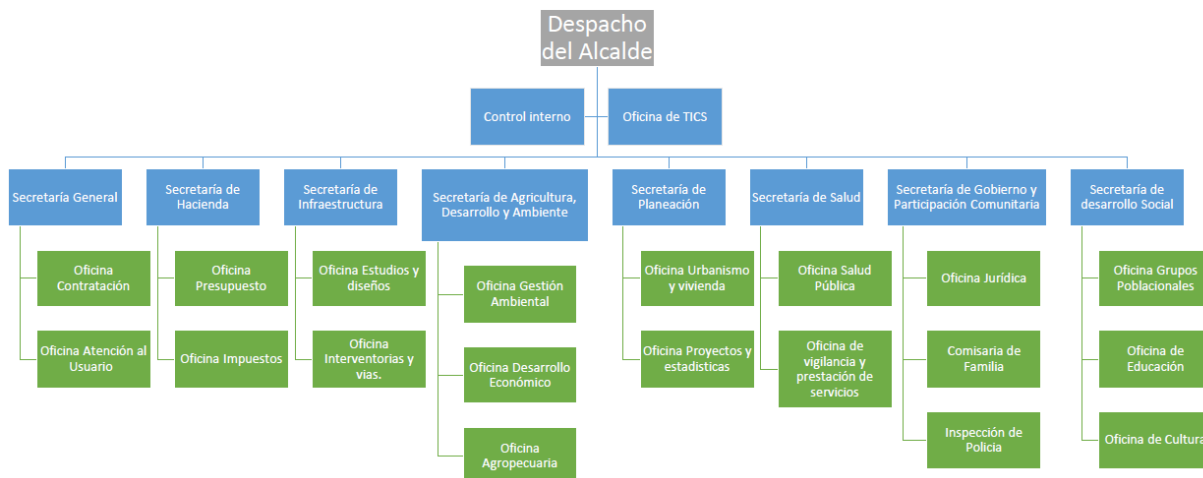 Despacho
del Alcalde
Control interno
Oficina de TICS
Secretaría General
Secretaría de
Hacienda
Secretaría de
Infraestructura
Secretaría de Agricultura,
Desarrollo y Ambiente
Secretaría de
Planeación
Secretaría de Salud
Secretaría de Gobierno y
Participación Comunitaria
Secretaría de
desarrollo Social
Oficina
Contratación
Oficina Atención al
Usuario
Oficina
Presupuesto
Oficina Impuestos
Oficina Estudios y
diseños
Oficina
Interventorias y
vias.
Oficina Gestión
Ambiental
Oficina Desarrollo
Económico
Oficina
Agropecuaria
Oficina Urbanismo
y vivienda
Oficina Proyectos y
estadísticas
Oficina Salud
Pública
Oficina de
vigilancia y
prestación de
servicios
Oficina Jurídica
Comisaria de
Familia
Inspección de
Policia
Oficina Grupos
Poblacionales
Oficina de
Educación
Oficina de Cultura